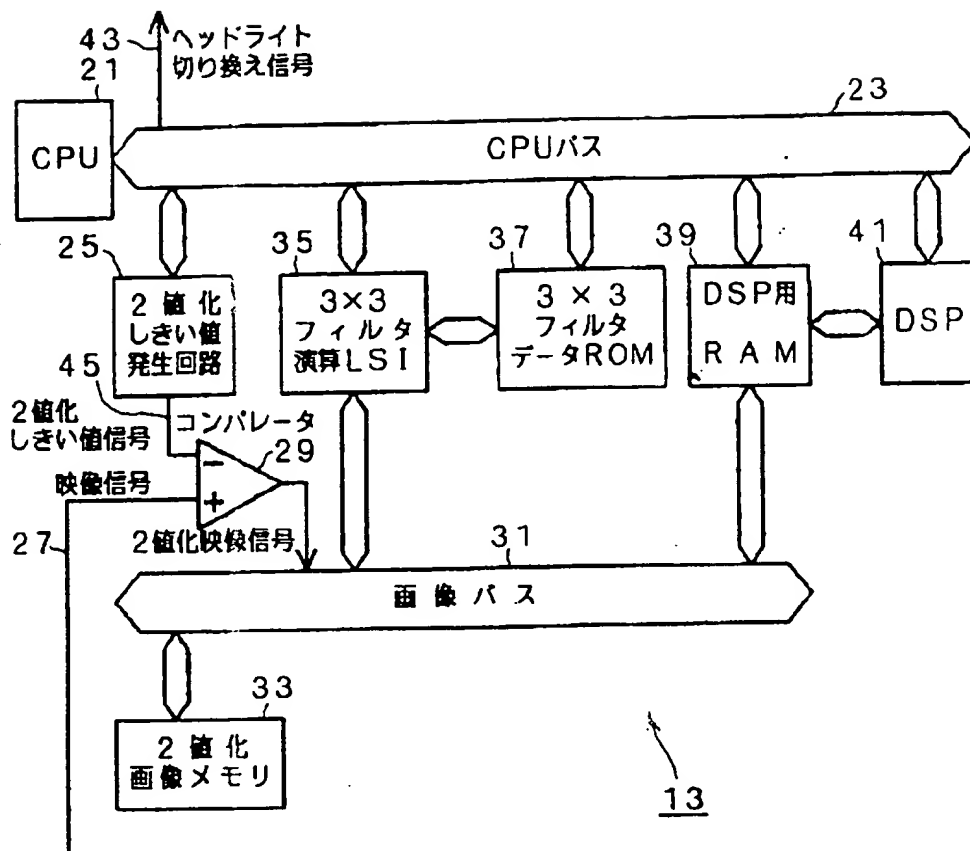 43
ヘッドライト
切り換え信号
21
23
CPU
CPUバス
25
35
37
39
41
2値化
しきい値
発生回路
3×3
フィルタ
演算LSI
3×3
フィルタ
データROM
DSP用
RAM
DSP
45
2値化
しきい値信号
コンパレータ
29
映像信号
27
2値化映像信号
31
画像バス
33
2値化
画像メモリ
13